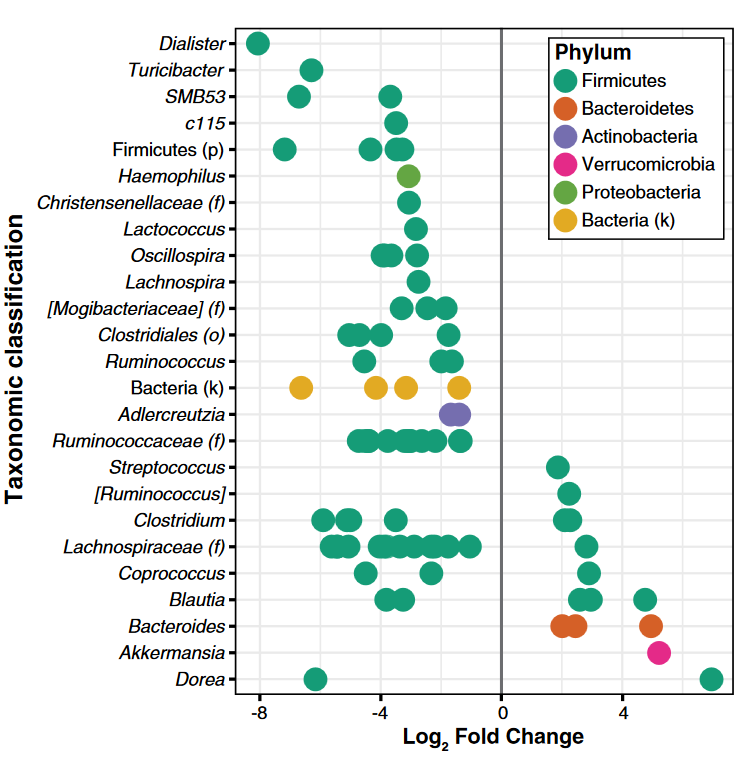 Phylum
Firmicutes
Bacteroidetes
Actinobacteria
Verrucomicrobia
Proteobacteria
Bacteria (k)
Taxonomic classification
Dialister
Turicibacter
SMB53
c115
Firmicutes (p)
Haemophilus
Christensenellaceae (f)
Lactococcus
Oscillospira
Lachnospira
[Mogibacteriaceae] (f)
Clostridiales (o)
Ruminococcus
Bacteria (k)
Adlercreutzia
Ruminococcaceae (f)
Streptococcus
[Ruminococcus]
Clostridium
Lachnospiraceae (f)
Coprococcus
Blautia
Bacteroides
Akkermansia
Dorea
-8 -4 0 4
Log2 Fold Change